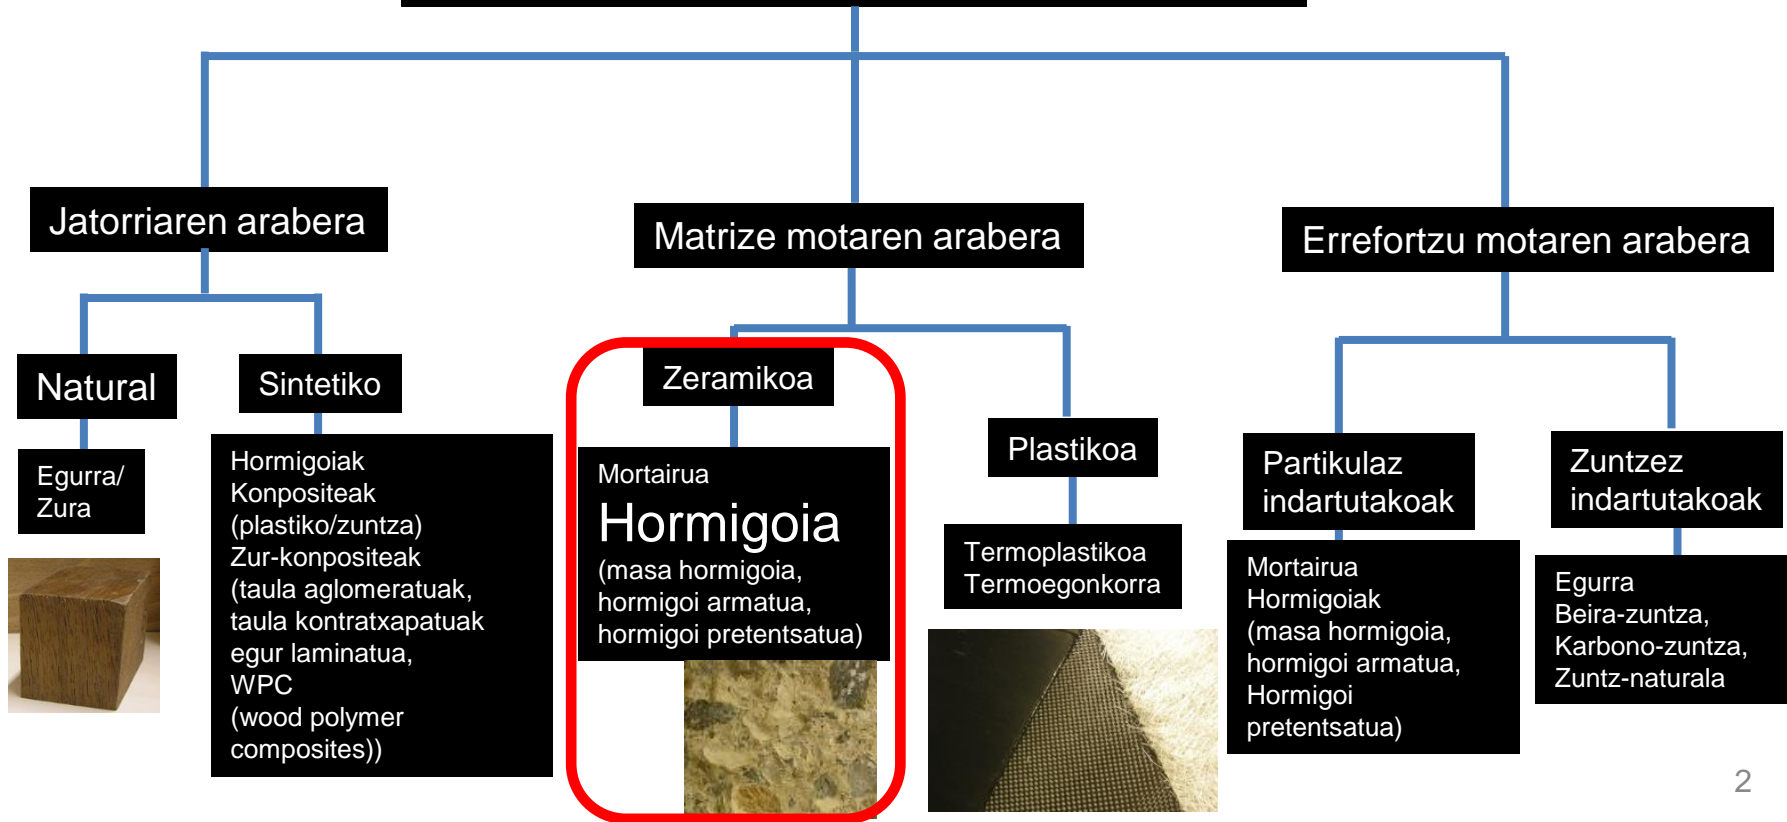 Jatorriaren arabera
Natural
Egurra/
Zura
Sintetiko
Hormigoiak
Konpositeak
(plastiko/zuntza)
Zur-konpositeak
(taula aglomeratuak,
taula kontratxapatuak
egur laminatua,
WPC
(wood polymer
composites))
Matrize motaren arabera
Zeramikoa
Mortairua
Hormigoia
(masa hormigoia,
hormigoi armatua,
hormigoi pretentsatua)
Plastikoa
Termoplastikoa
Termoegonkorra
Errefortzu motaren arabera
Partikulaz
indartutakoak
Mortairua
Hormigoiak
(masa hormigoia,
hormigoi armatua,
Hormigoi
pretentsatua)
Zuntzez
indartutakoak
Egurra
Beira-zuntza,
Karbono-zuntza,
Zuntz-naturala
2